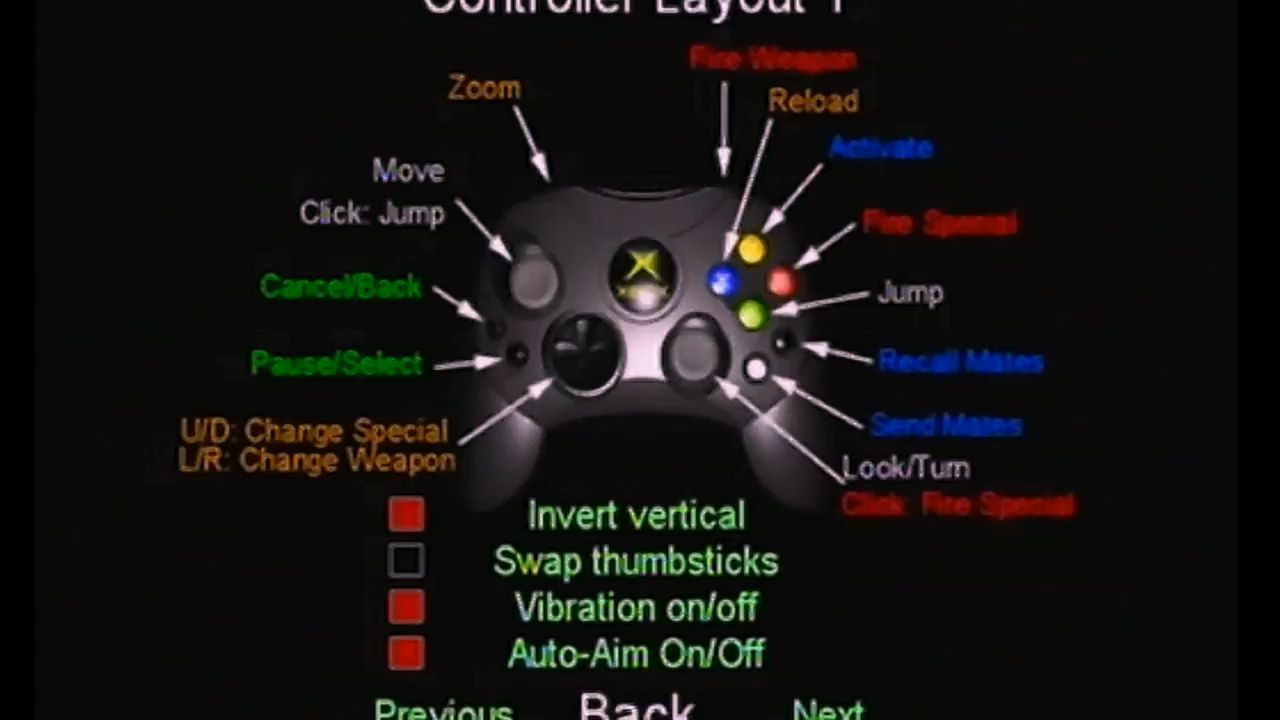 Controller Layout 1
Fire Weapon
Zoom
Reload
Activate
Move
Click: Jump
Fire Special
Cancel/Back
Jump
Pause/Select
Recall Mates
U/D: Change Special
L/R: Change Weapon
Send Mates
Look/Turn
Click: Fire Special
Invert vertical
Swap thumbsticks
Vibration on/off
Auto-Aim On/Off
Previous Back Next